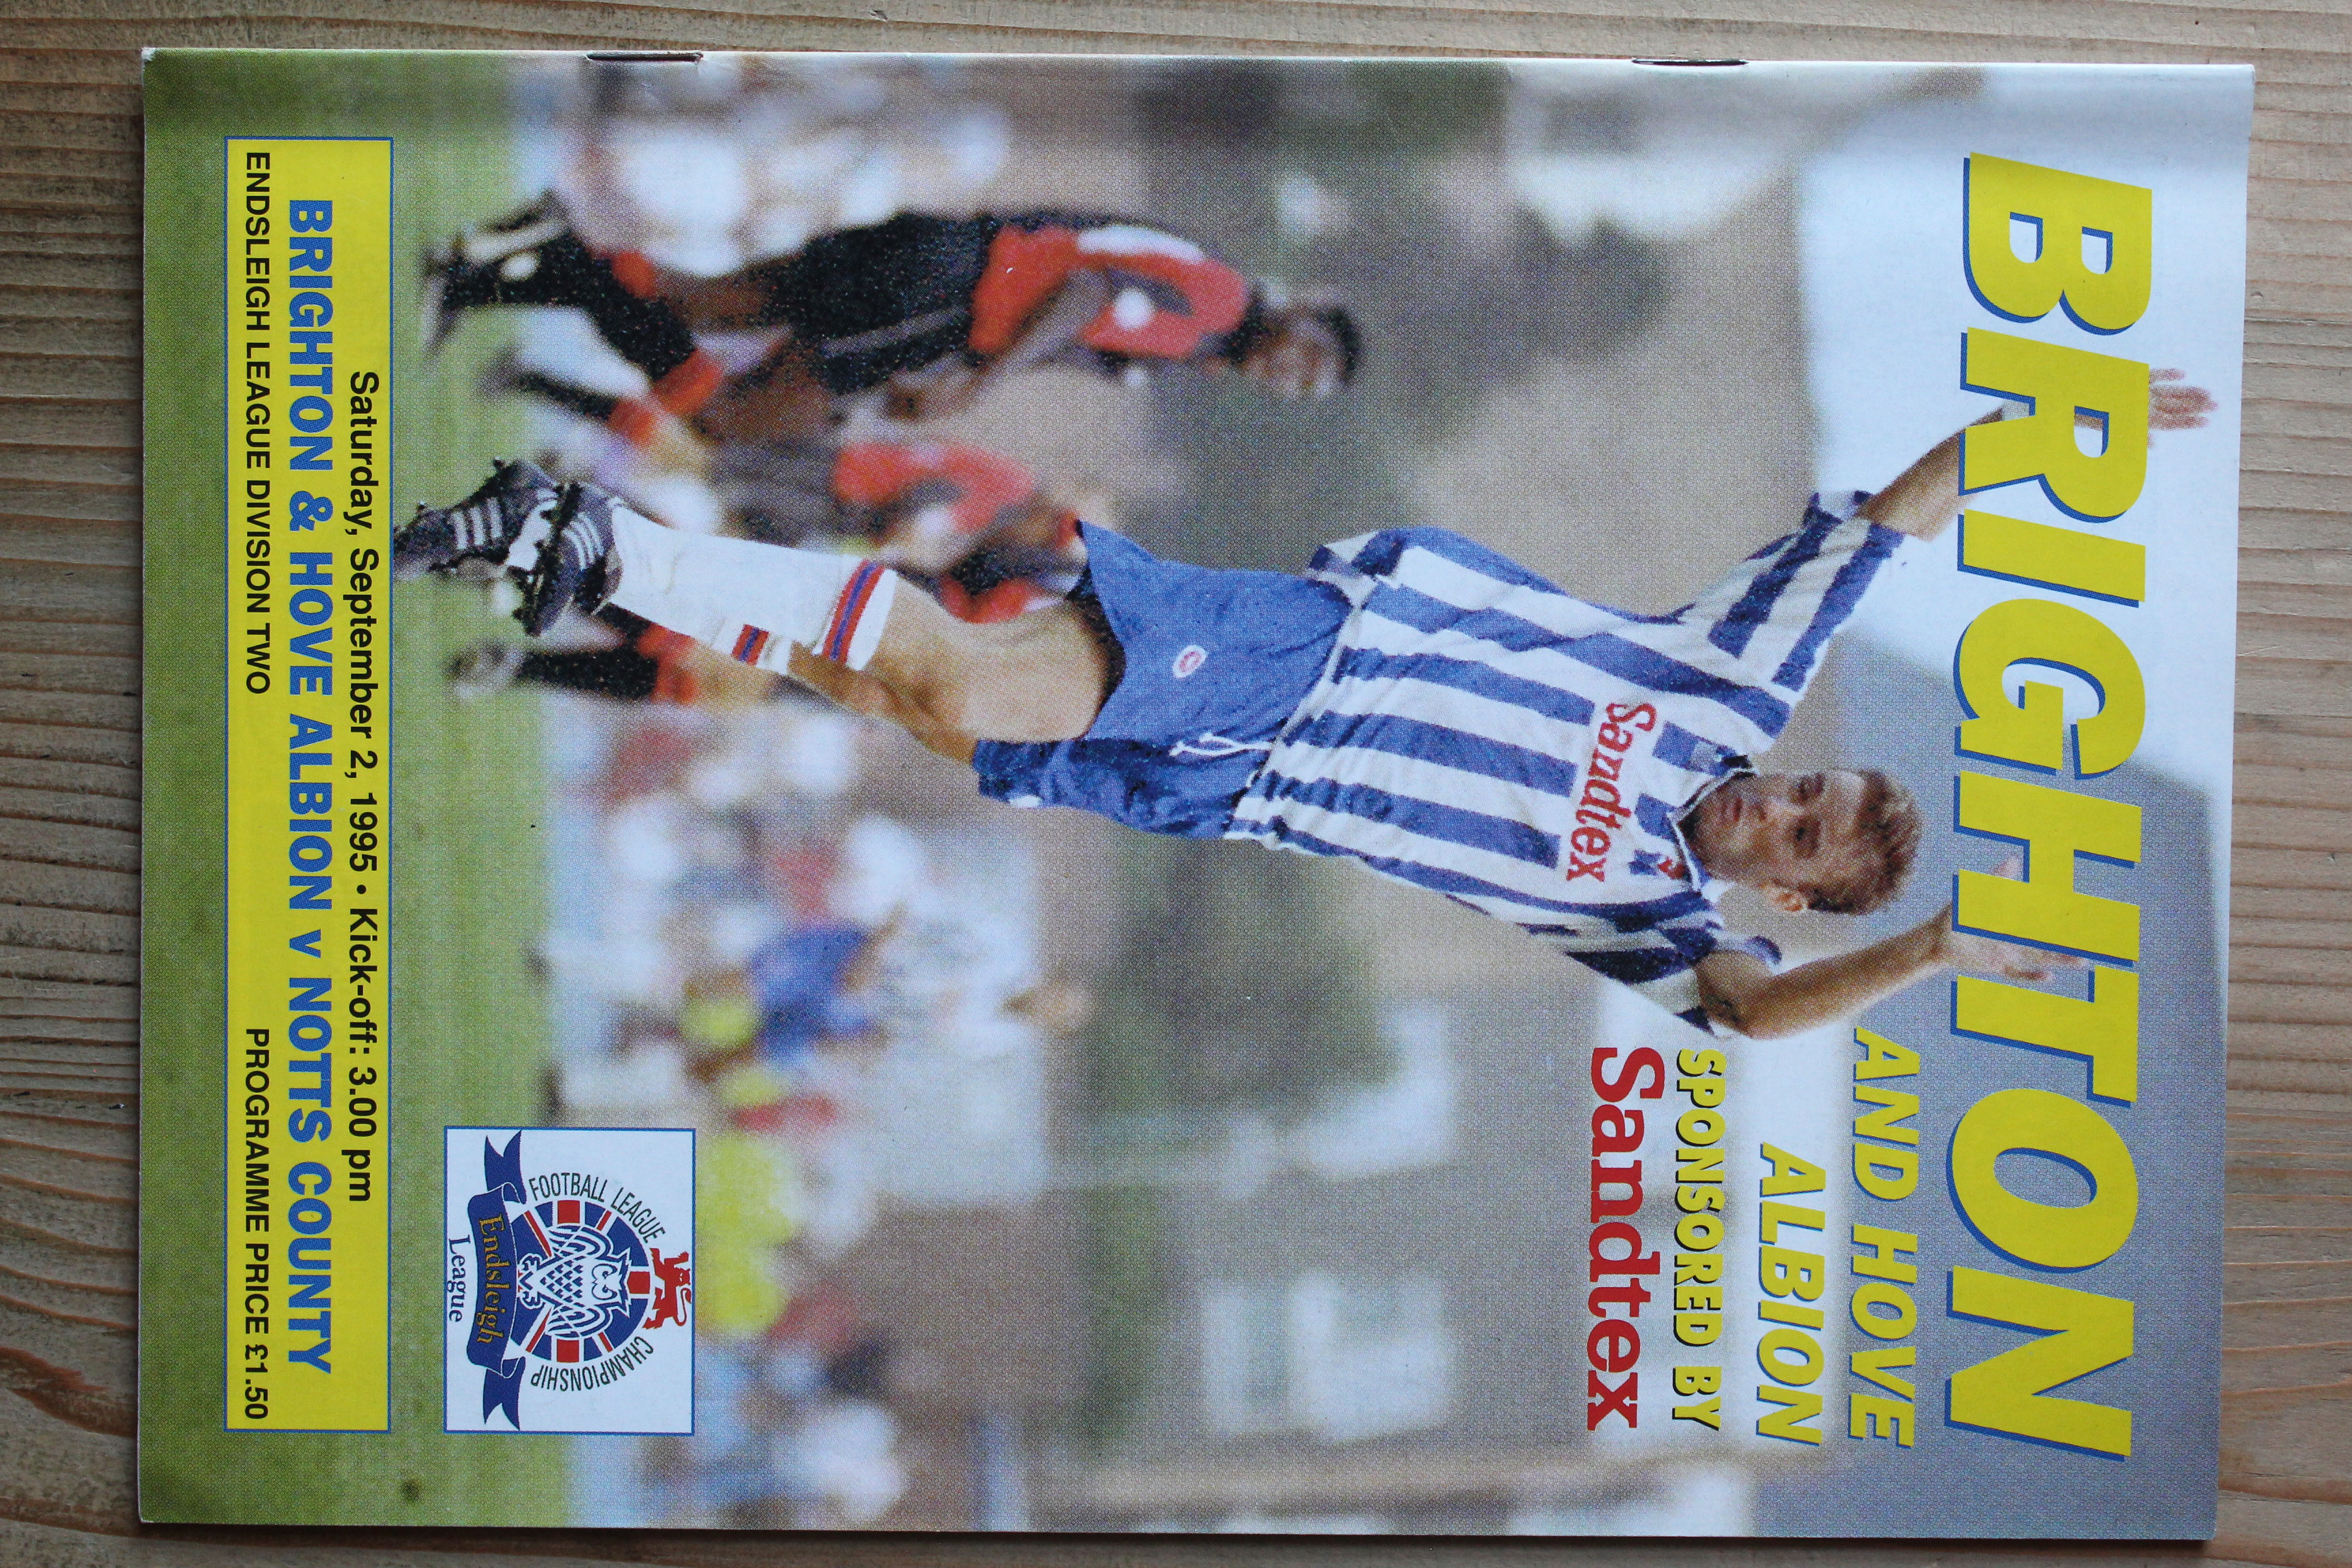 BRIGHTON
AND HOVE
ALBION
SPONSORED BY
Sandtex
Sandtex
FOOTBALL LEAGUE CHAMPIONSHIP
Endsleigh
League
Saturday, September 2, 1995 • Kick-off: 3.00 pm
BRIGHTON & HOVE ALBION v NOTTS COUNTY
ENDSLEIGH LEAGUE DIVISION TWO PROGRAMME PRICE £1.50